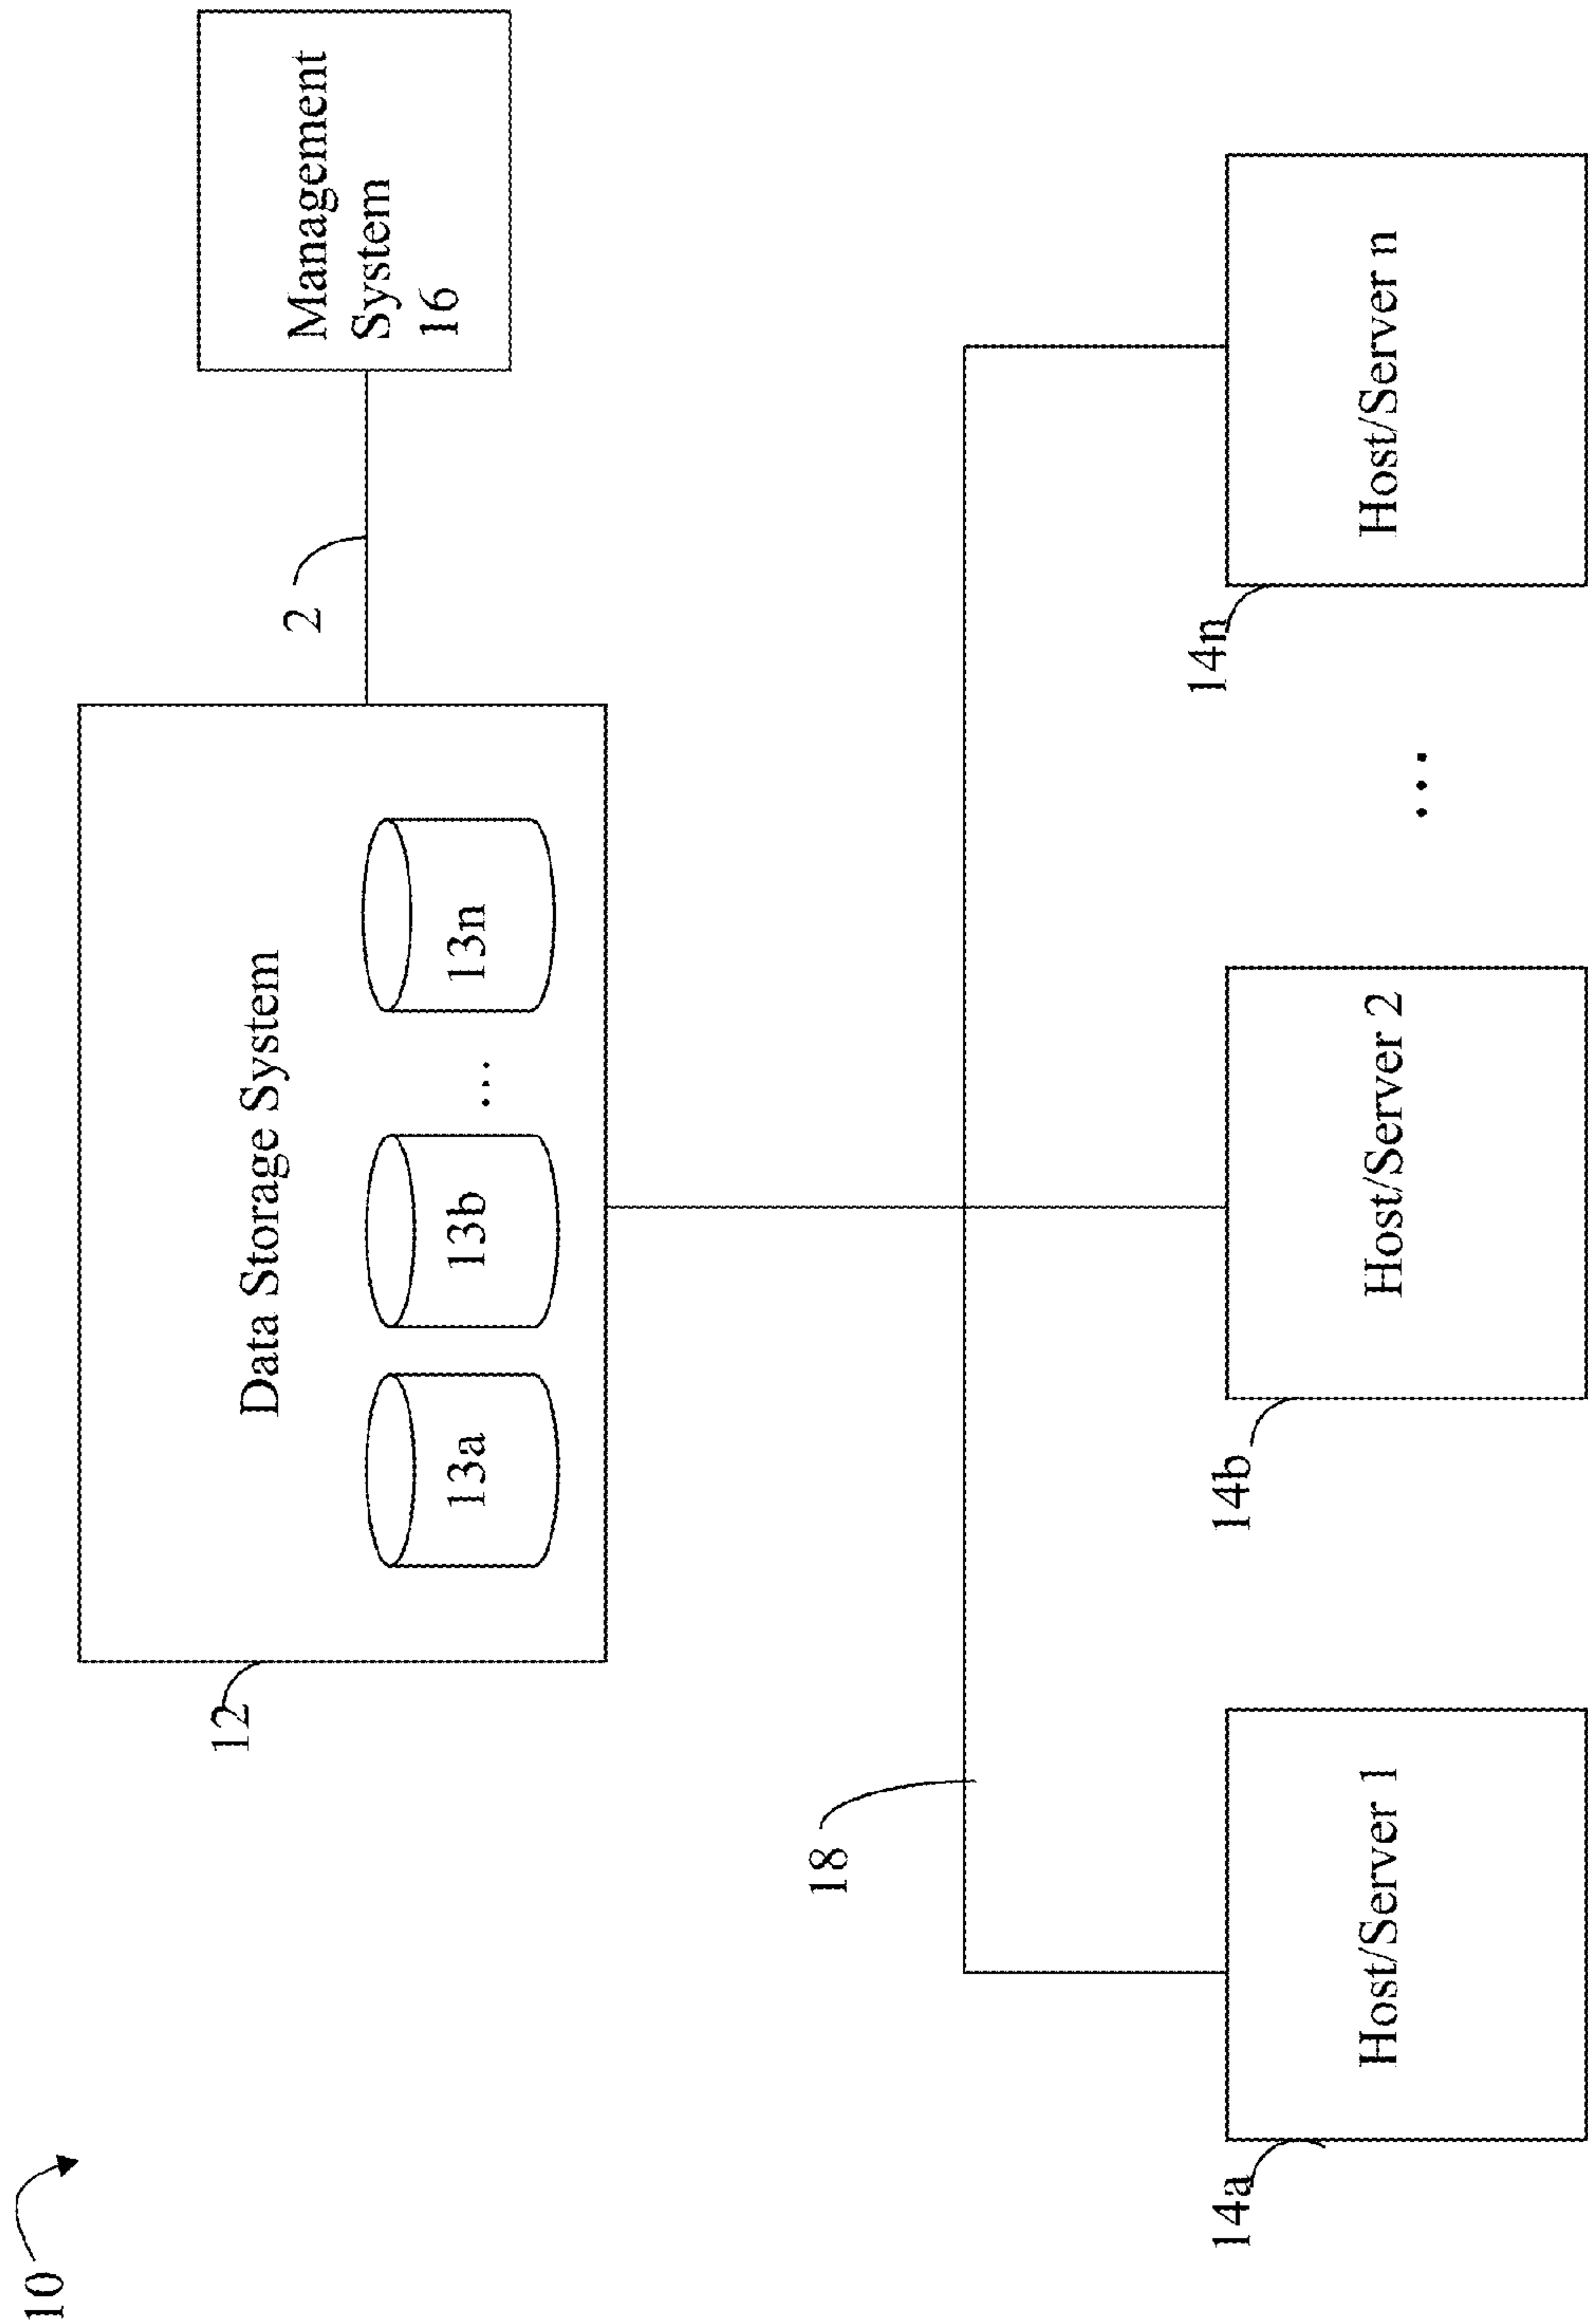 10
12
Data Storage System
13a
13b
...
13n
2
Management
System
16
18
14a
Host/Server 1
14b
Host/Server 2
...
14n
Host/Server n